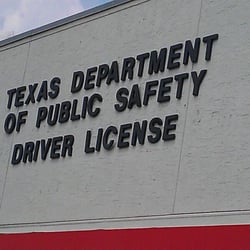 TEXAS DEPARTMENT
OF PUBLIC SAFETY
DRIVER LICENSE